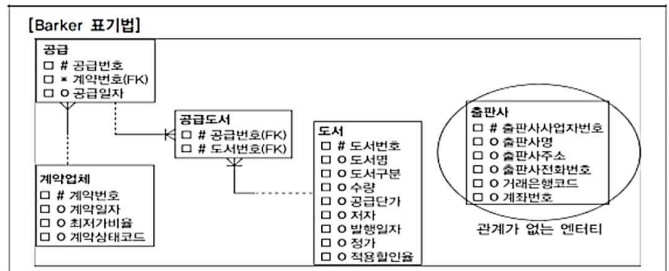 [Barker 표기법]
공급
□ # 공급번호
□ * 계약번호(FK)
□ O 공급일자
공급도서
□ # 공급번호(FK)
□ # 도서번호(FK)
계약업체
□ # 계약번호
□ O 계약일자
□ O 최저가비율
□ O 계약상태코드
도서
□ # 도서번호
□ O 도서명
□ O 도서구분
□ O 수량
□ O 공급단가
□ O 저자
□ O 발행일자
□ O 정가
□ O 적용할인율
출판사
□ # 출판사사업자번호
□ O 출판사명
□ O 출판사주소
□ O 출판사전화번호
□ O 거래은행코드
□ O 계좌번호
관계가 없는 엔터티